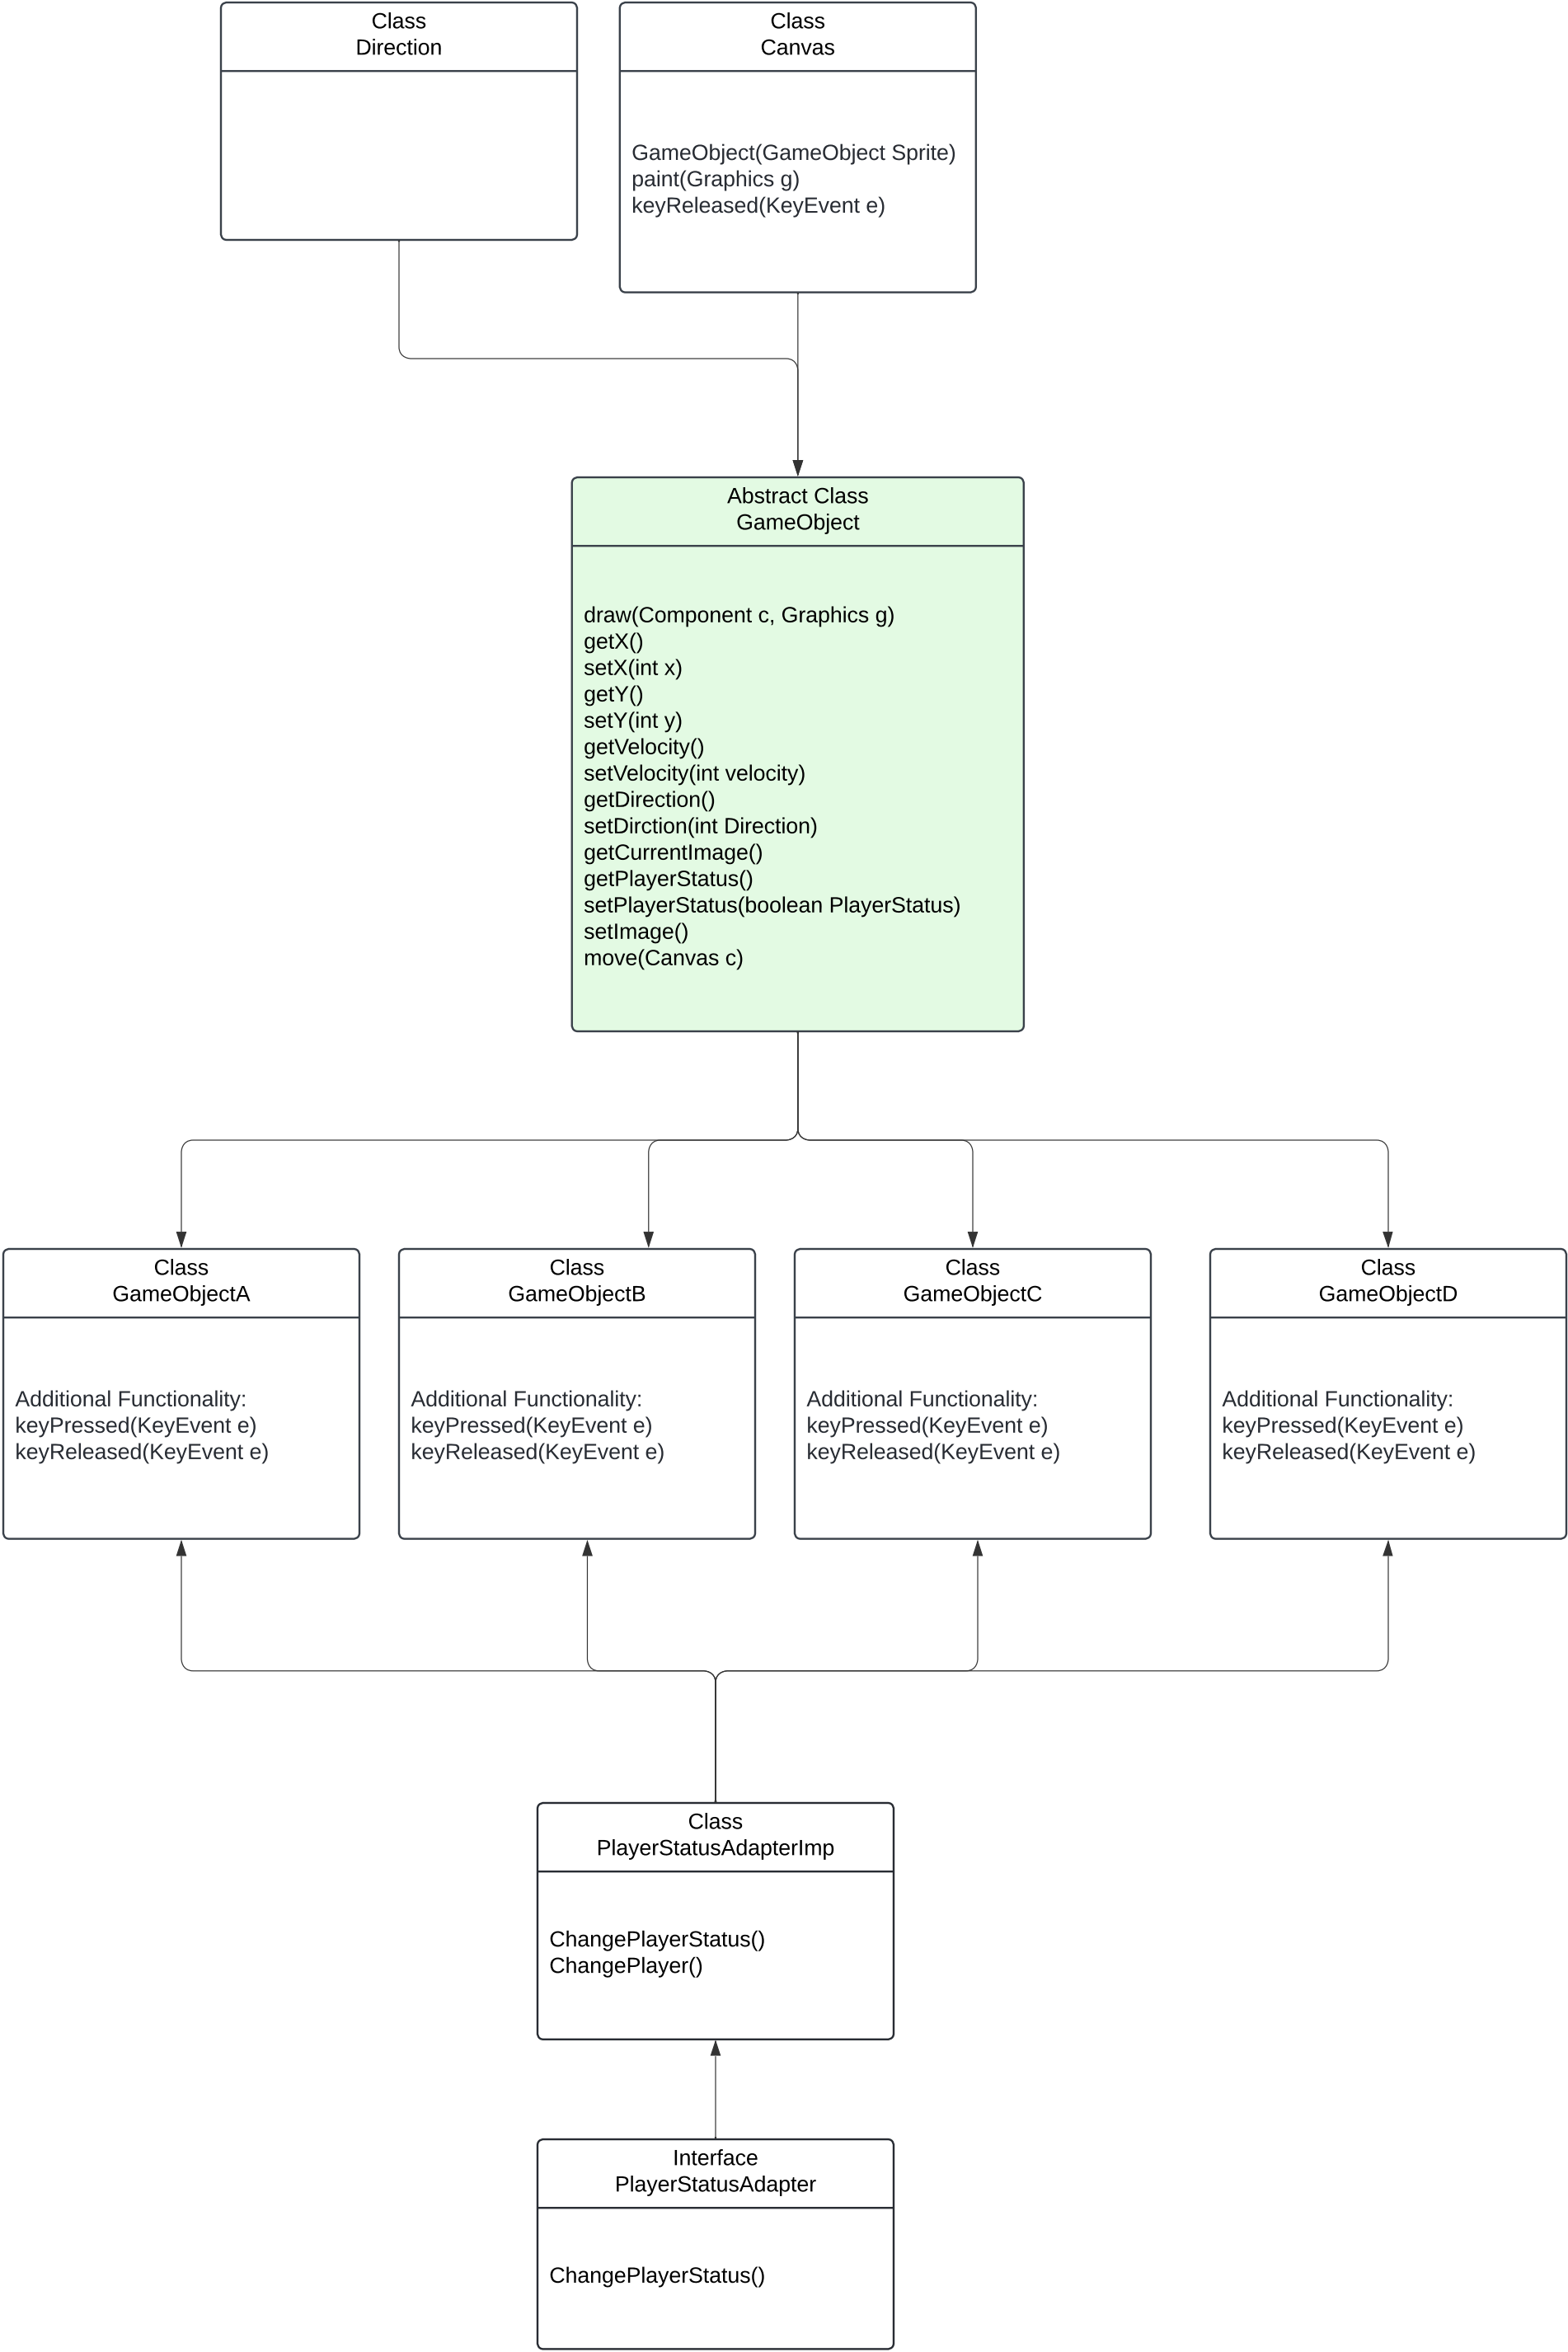 Class
Direction
Class
Canvas
GameObject(GameObject Sprite)
paint(Graphics g)
keyReleased(KeyEvent e)
Abstract Class
GameObject
draw(Component c, Graphics g)
getX()
setX(int x)
getY()
setY(int y)
getVelocity()
setVelocity(int velocity)
getDirection()
setDirction(int Direction)
getCurrentImage()
getPlayerStatus()
setPlayerStatus(boolean PlayerStatus)
setImage()
move(Canvas c)
Class
GameObjectA
Additional Functionality:
keyPressed(KeyEvent e)
keyReleased(KeyEvent e)
Class
GameObjectB
Additional Functionality:
keyPressed(KeyEvent e)
keyReleased(KeyEvent e)
Class
GameObjectC
Additional Functionality:
keyPressed(KeyEvent e)
keyReleased(KeyEvent e)
Class
GameObjectD
Additional Functionality:
keyPressed(KeyEvent e)
keyReleased(KeyEvent e)
Class
PlayerStatusAdapterImp
ChangePlayerStatus()
ChangePlayer()
Interface
PlayerStatusAdapter
ChangePlayerStatus()